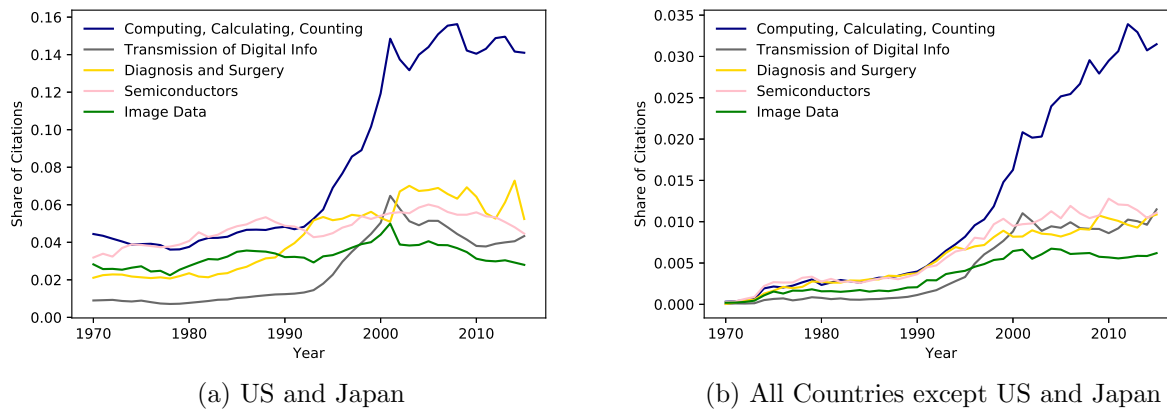 0.16
0.14
0.12
0.10
0.08
0.06
0.04
0.02
0.00
Share of Citations
Computing, Calculating, Counting
Transmission of Digital Info
Diagnosis and Surgery
Semiconductors
Image Data
1970
1980
1990
2000
2010
Year
(a) US and Japan
0.035
0.030
0.025
0.020
0.015
0.010
0.005
0.000
Share of Citations
Computing, Calculating, Counting
Transmission of Digital Info
Diagnosis and Surgery
Semiconductors
Image Data
1970
1980
1990
2000
2010
Year
(b) All Countries except US and Japan